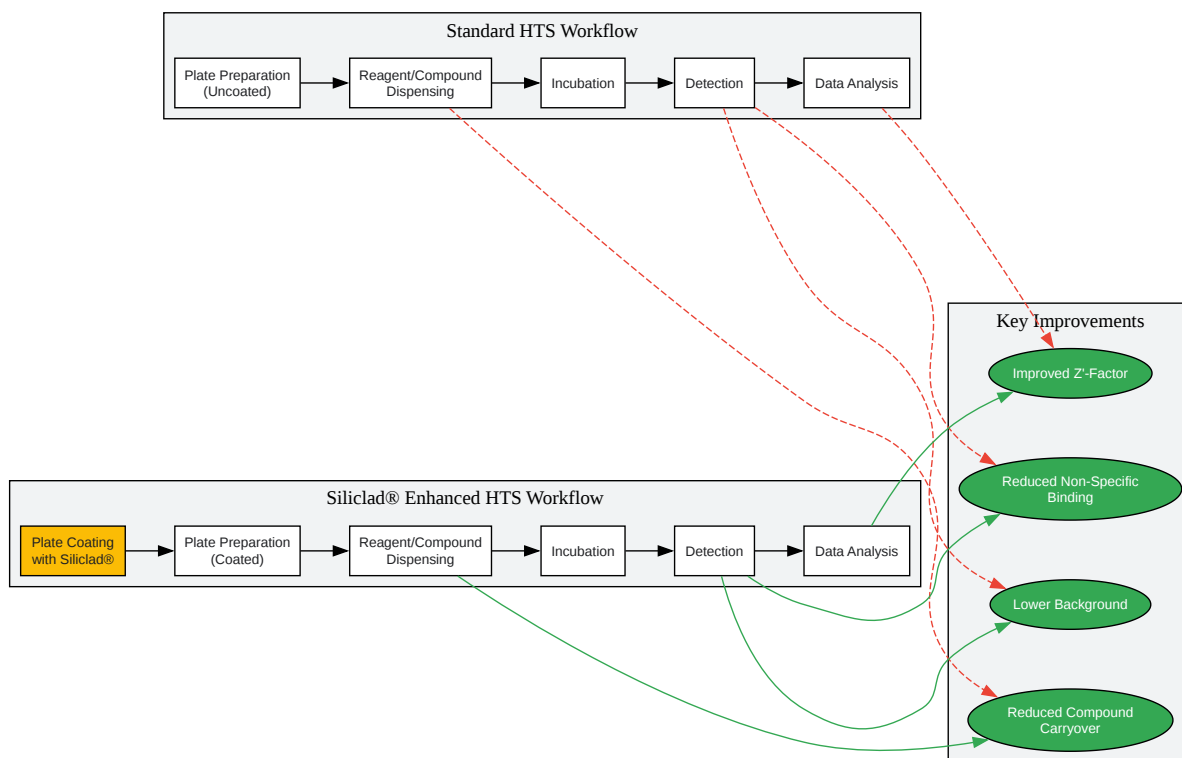 Standard HTS Workflow
Plate Preparation
(Uncoated)
Reagent/Compound
Dispensing
Incubation
Detection
Data Analysis
Key Improvements
Improved Z'-Factor
Reduced Non-Specific
Binding
Lower Background
Reduced Compound
Carryover
Siliclad® Enhanced HTS Workflow
Plate Coating
with Siliclad®
Plate Preparation
(Coated)
Reagent/Compound
Dispensing
Incubation
Detection
Data Analysis